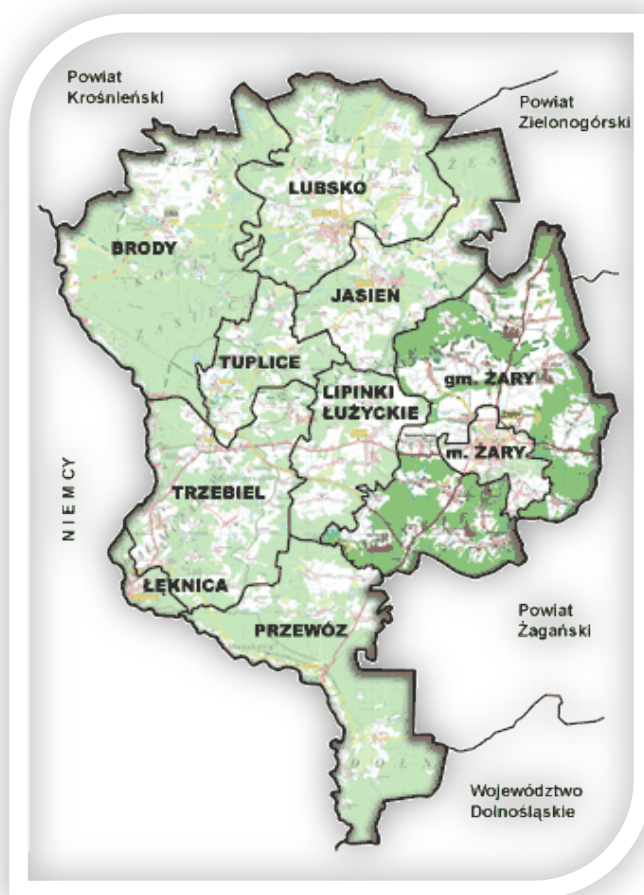 Powiat
Krośnieński
Powiat
Zielonogórski
LUBSKO
BRODY
JASIEN
TUPLICE
gm. ŻARY
LIPINKI
ŁUŻYCKIE
m. ŻARY
TRZEBIEL
NIEMCY
ŁĘKNICA
PRZEWÓZ
Powiat
Żagański
Województwo
Dolnośląskie